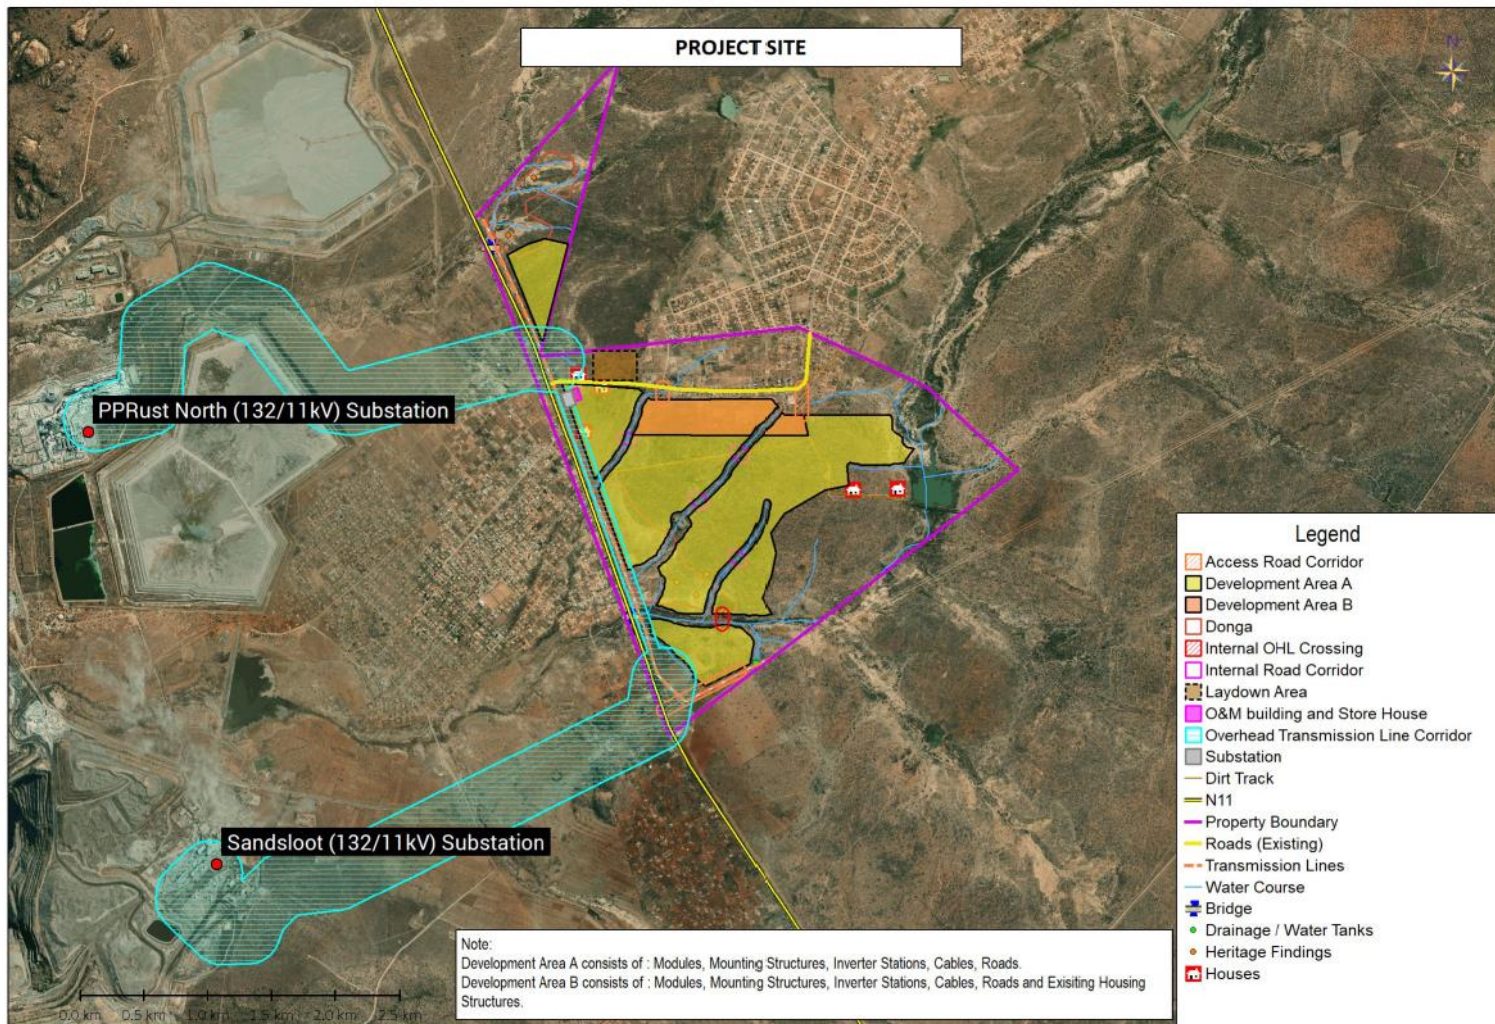 PROJECT SITE
N
PPRust North (132/11kV) Substation
Sandsloot (132/11kV) Substation
Legend
Access Road Corridor
Development Area A
Development Area B
Donga
Internal OHL Crossing
Internal Road Corridor
Laydown Area
O&M building and Store House
Overhead Transmission Line Corridor
Substation
Dirt Track
N11
Property Boundary
Roads (Existing)
Transmission Lines
Water Course
Bridge
Drainage / Water Tanks
Heritage Findings
Houses
Note:
Development Area A consists of : Modules, Mounting Structures, Inverter Stations, Cables, Roads.
Development Area B consists of : Modules, Mounting Structures, Inverter Stations, Cables, Roads and Exisiting Housing
Structures.
0.0 km 0.5 km 1.0 km 1.5 km 2.0 km 2.5 km